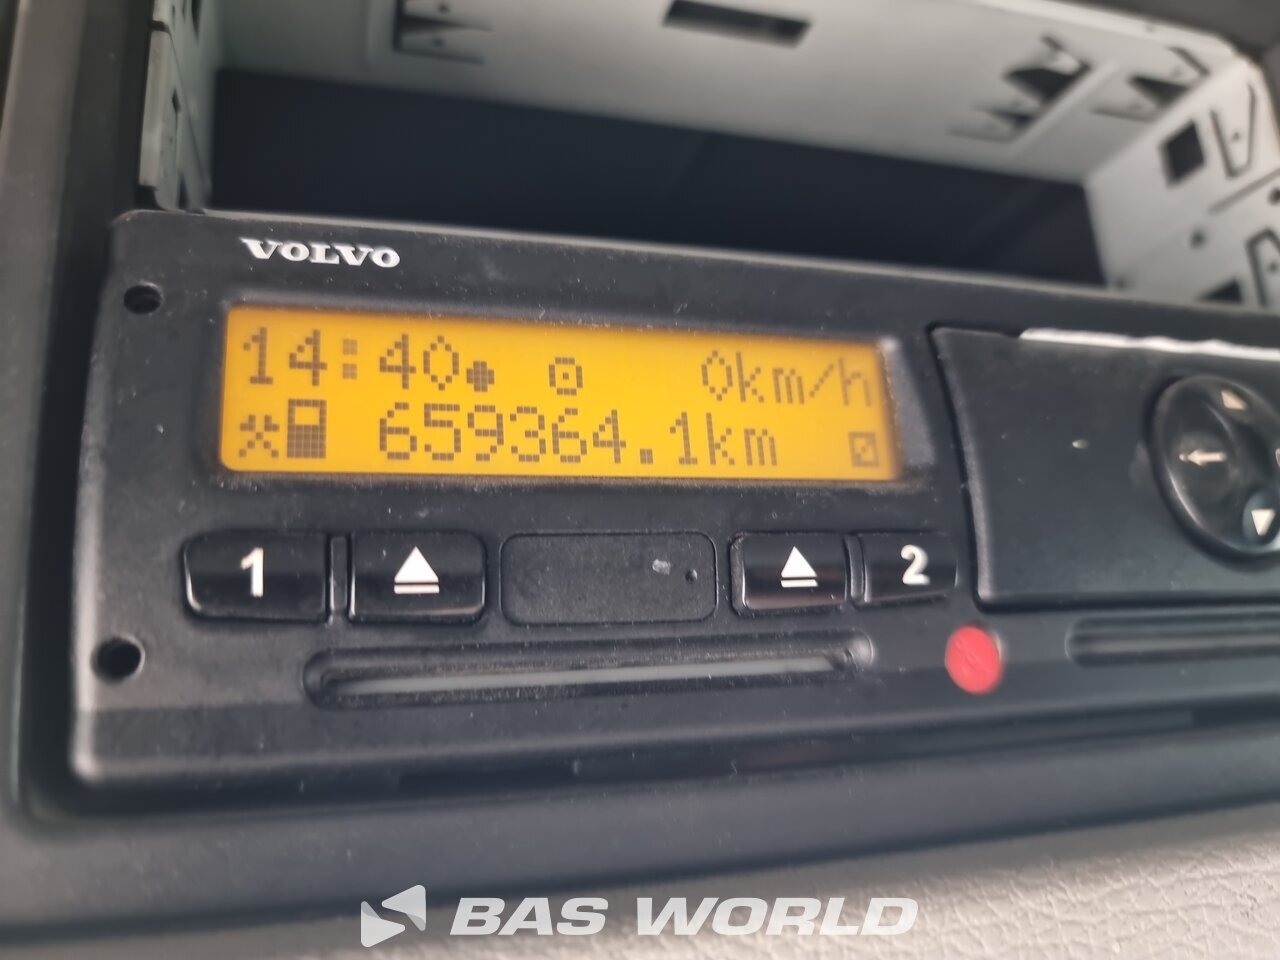 VOLVO
14:40 0km/h
659364.1km
1 2
BAS WORLD